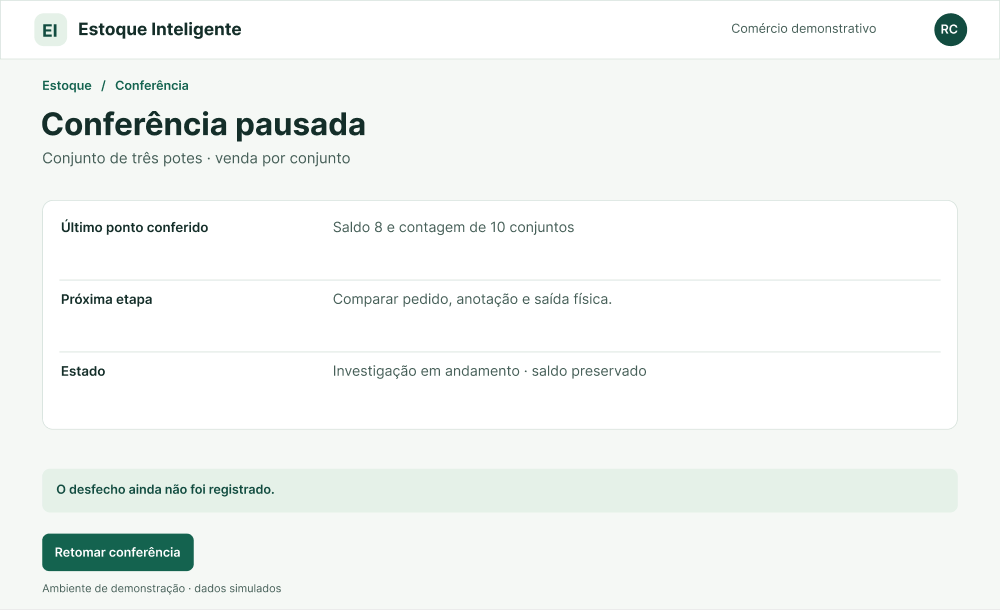 EI Estoque Inteligente Comércio demonstrativo RC
Estoque / Conferência
Conferência pausada
Conjunto de três potes · venda por conjunto
Último ponto conferido Saldo 8 e contagem de 10 conjuntos
Próxima etapa Comparar pedido, anotação e saída física.
Estado Investigação em andamento · saldo preservado
O desfecho ainda não foi registrado.
Retomar conferência
Ambiente de demonstração · dados simulados